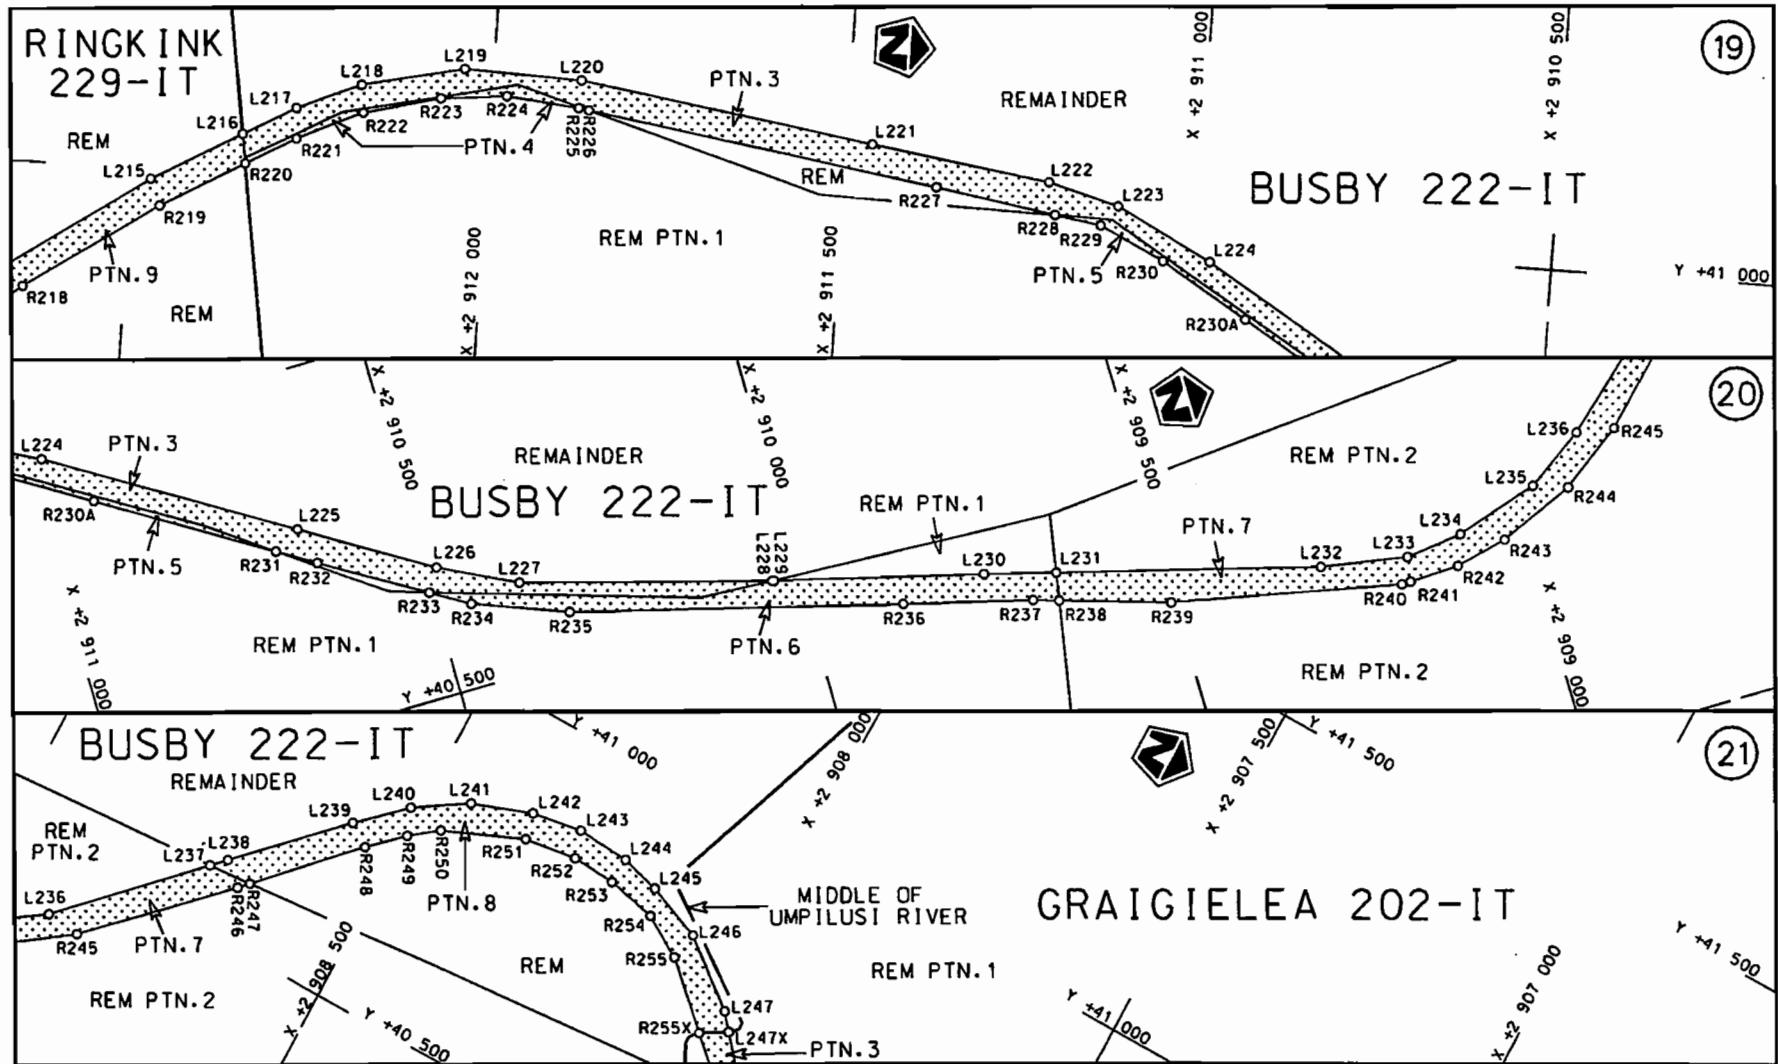 RINGKINK
229-IT
REM
L215
L216
L217
L218
L219
L220
PTN.3
REMAINDER
X +2 911 000
X +2 910 500
19
R218
R219
R220
R221
R222
R223
R224
R225
R226
PTN.4
PTN.9
REM
REM PTN.1
REM
L221
L222
L223
L224
R227
R228
R229
R230
R230A
PTN.5
BUSBY 222-IT
Y +41 000
X +2 912 000
X +2 911 500
L224
PTN.3
X +2 910 500
REMAINDER
X +2 910 000
X +2 909 500
20
BUSBY 222-IT
REM PTN.1
REM PTN.2
R230A
PTN.5
L225
L226
L227
L228
L229
L230
L231
PTN.7
L232
L233
L234
L235
L236
R245
R244
R243
R242
R241
R240
R239
R238
R237
R236
R235
R234
R233
R232
R231
PTN.6
X +2 911 000
REM PTN.1
Y +40 500
REM PTN.2
X +2 909 000
BUSBY 222-IT
REMAINDER
Y +41 000
X +2 908 000
X +2 907 500
Y +41 500
21
REM
PTN.2
L236
L237
L238
L239
L240
L241
L242
L243
L244
L245
L246
L247
L247X
R245
R246
R247
R248
R249
R250
R251
R252
R253
R254
R255
R255X
PTN.7
PTN.8
REM PTN.2
REM
X +2 908 500
Y +40 500
MIDDLE OF
UMPILUSI RIVER
GRAIGIELEA 202-IT
REM PTN.1
PTN.3
Y +41 000
X +2 907 000
Y +41 500